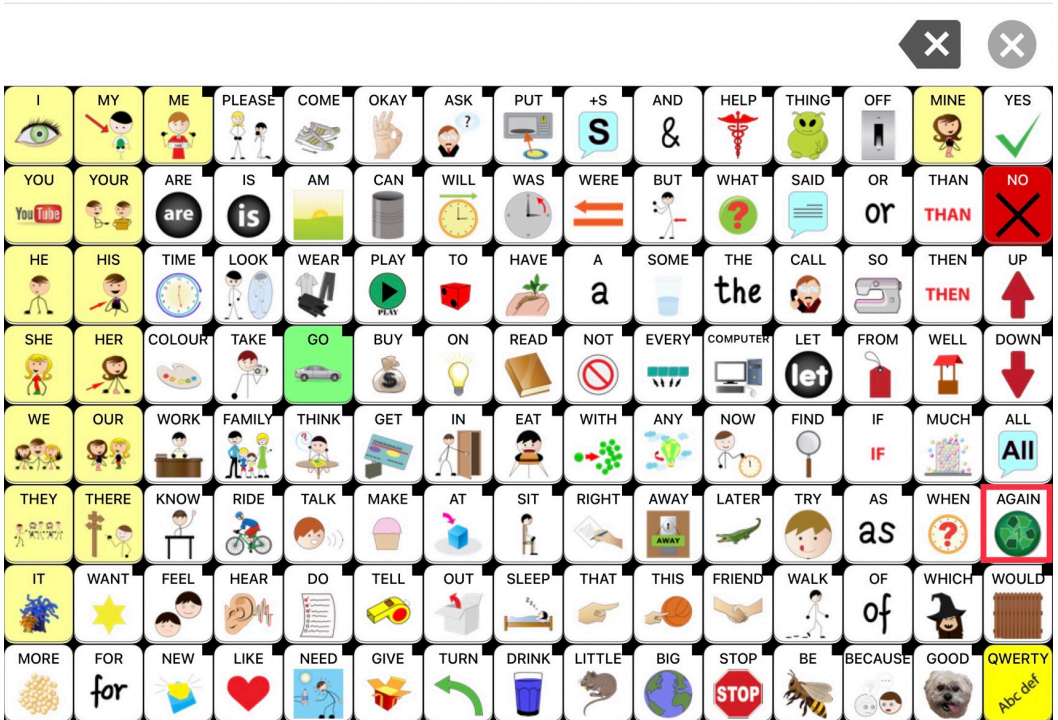 I MY ME PLEASE COME OKAY ASK PUT +S AND HELP THING OFF MINE YES
? S &
YOU YOUR ARE IS AM CAN WILL WAS WERE BUT WHAT SAID OR THAN NO
You Tube are is ? or THAN
HE HIS TIME LOOK WEAR PLAY TO HAVE A SOME THE CALL SO THEN UP
PLAY a the THEN
SHE HER COLOUR TAKE GO BUY ON READ NOT EVERY COMPUTER LET FROM WELL DOWN
$ let
WE OUR WORK FAMILY THINK GET IN EAT WITH ANY NOW FIND IF MUCH ALL
? IF All
THEY THERE KNOW RIDE TALK MAKE AT SIT RIGHT AWAY LATER TRY AS WHEN AGAIN
AWAY as ?
IT WANT FEEL HEAR DO TELL OUT SLEEP THAT THIS FRIEND WALK OF WHICH WOULD
zzz of
MORE FOR NEW LIKE NEED GIVE TURN DRINK LITTLE BIG STOP BE BECAUSE GOOD QWERTY
for STOP ... Abc def